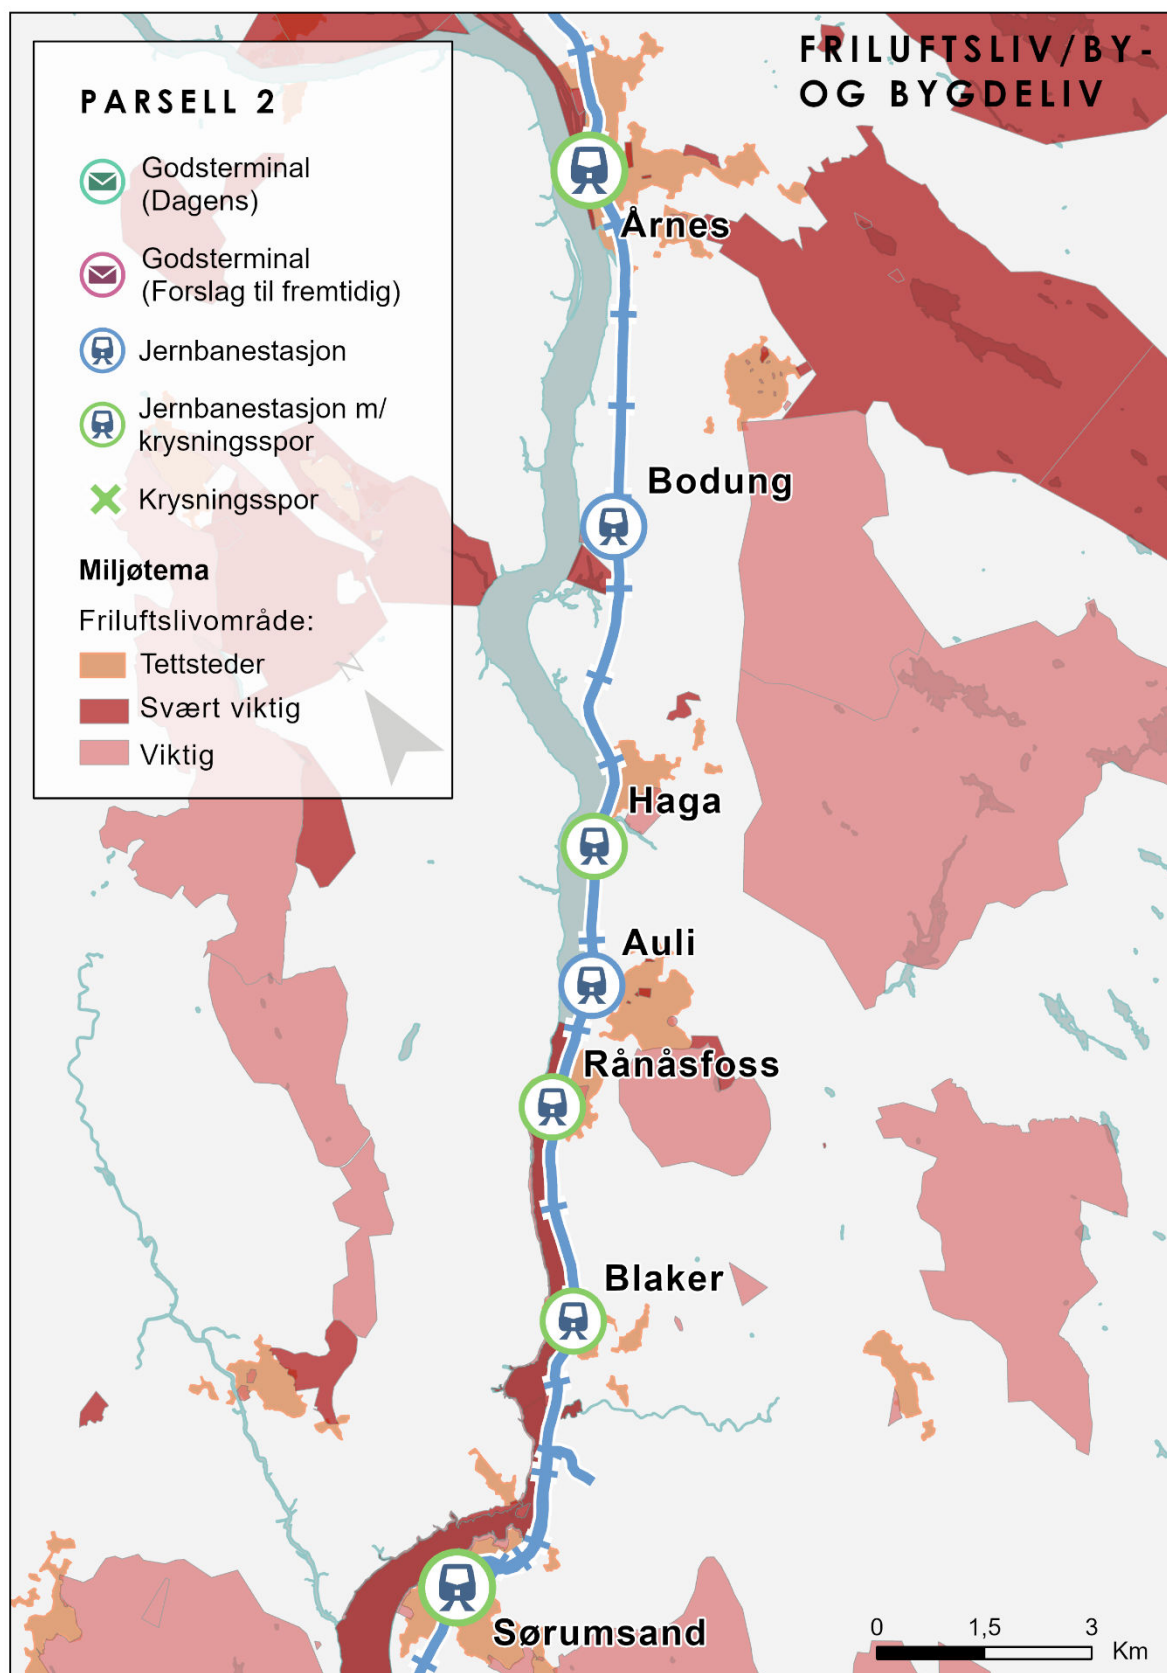 FRILUFTSLIV/BY-
OG BYGDELIV
PARSELL 2
Godsterminal
(Dagens)
Godsterminal
(Forslag til fremtidig)
Jernbanestasjon
Jernbanestasjon m/
krysningsspor
Krysningsspor
Miljøtema
Friluftslivområde:
Tettsteder
Svært viktig
Viktig
N
Årnes
Bodung
Haga
Auli
Rånåsfoss
Blaker
Sørumsand
0 1,5 3
Km